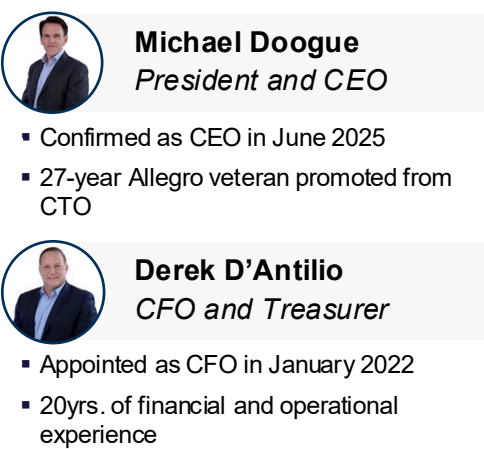 Michael Doogue
President and CEO
▪ Confirmed as CEO in June 2025
▪ 27-year Allegro veteran promoted from
CTO
Derek D’Antilio
CFO and Treasurer
▪ Appointed as CFO in January 2022
▪ 20yrs. of financial and operational
experience